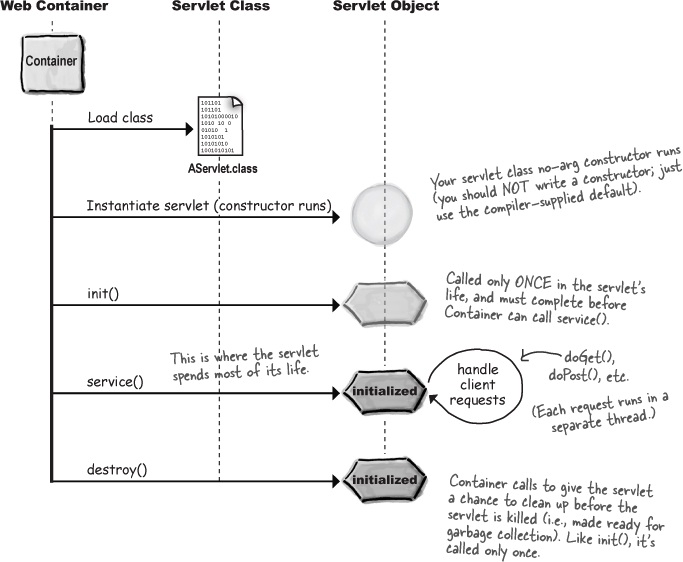 Web Container
Servlet Class
Servlet Object
Container
Load class
101101
101101
10101000010
1010 10 0
01010 1
1010101
10101010
1001010101
AServlet.class
Instantiate servlet (constructor runs)
Your servlet class no-arg constructor runs
(you should NOT write a constructor; just
use the compiler-supplied default).
init()
Called only ONCE in the servlet's
life, and must complete before
Container can call service().
This is where the servlet
spends most of its life.
service()
initialized
handle
client
requests
doGet(),
doPost(), etc.
(Each request runs in a
separate thread.)
destroy()
initialized
Container calls to give the servlet
a chance to clean up before the
servlet is killed (i.e., made ready for
garbage collection). Like init(), it's
called only once.